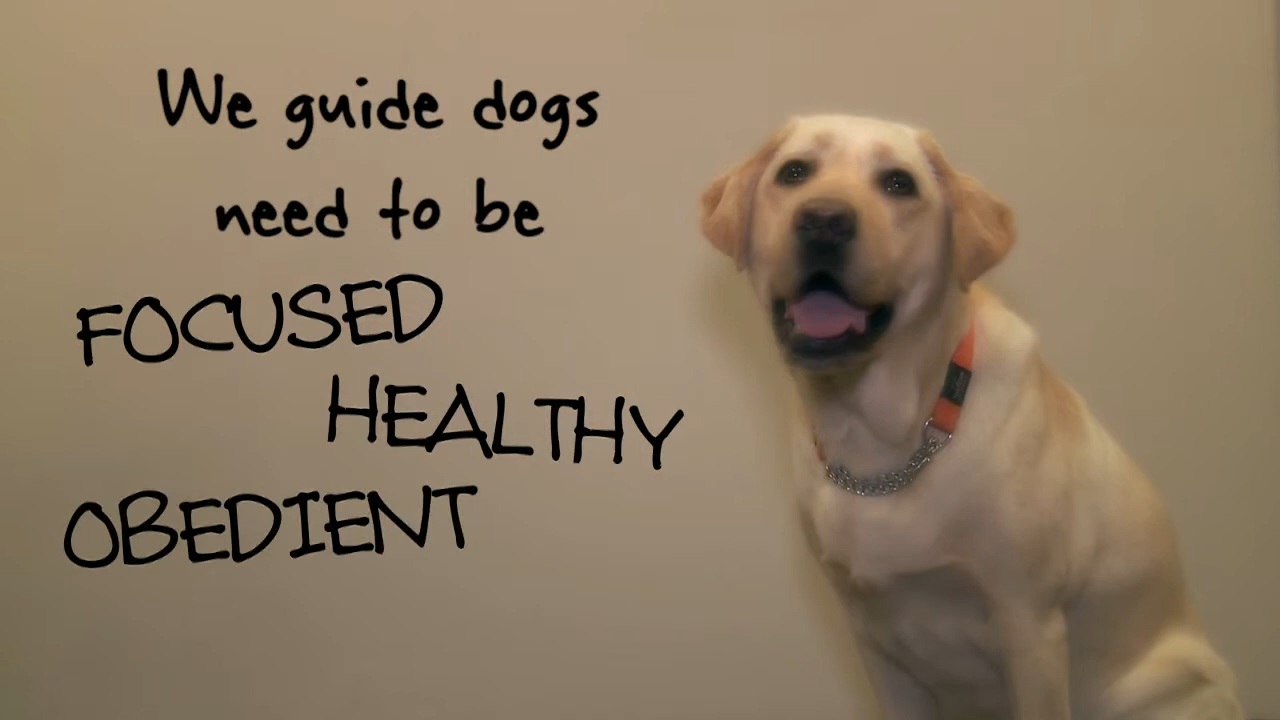 We guide dogs
need to be
FOCUSED
HEALTHY
OBEDIENT